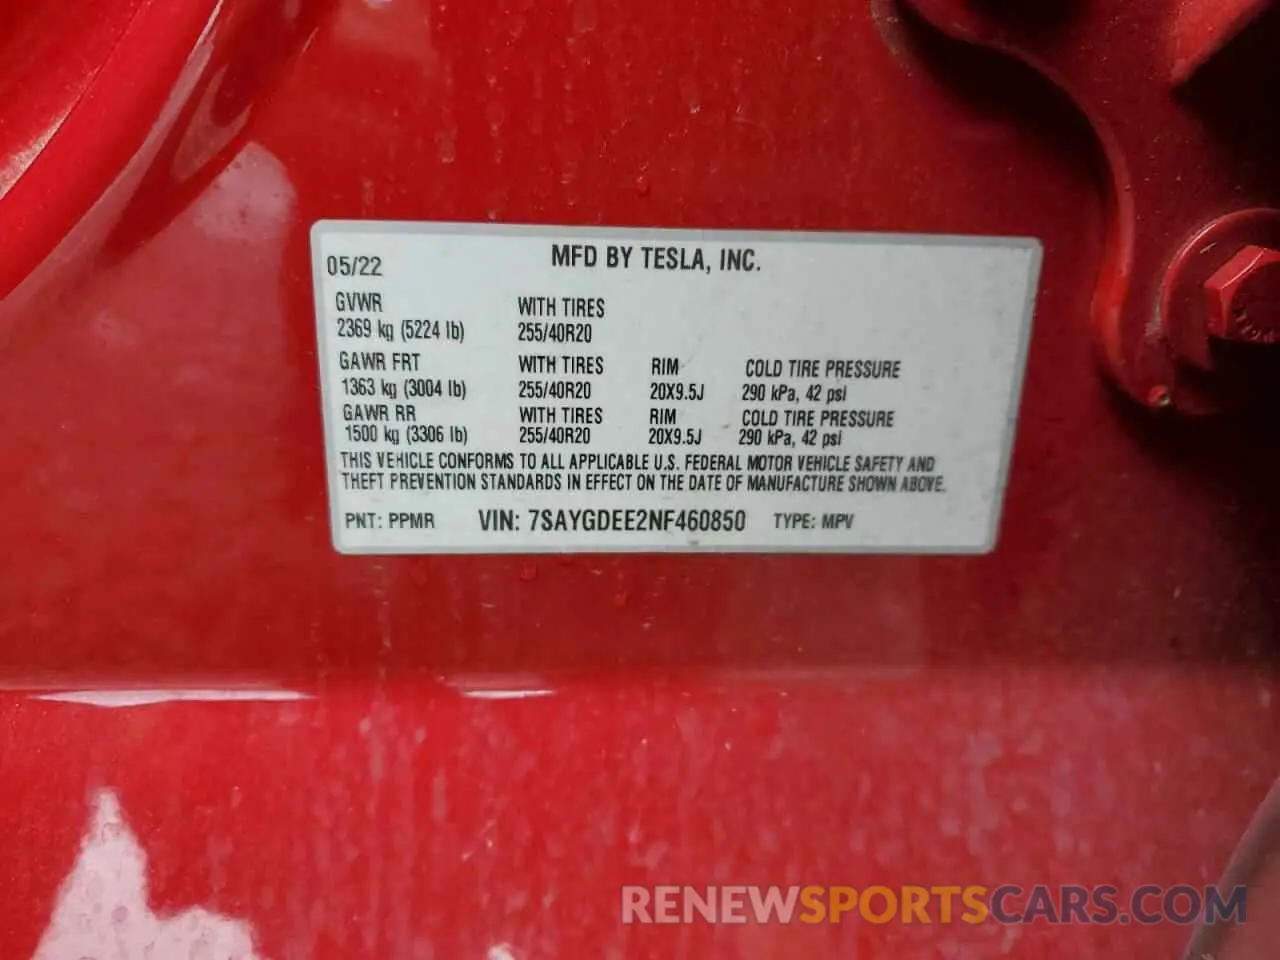 05/22 MFD BY TESLA, INC.
GVWR WITH TIRES
2369 kg (5224 lb) 255/40R20
GAWR FRT WITH TIRES RIM COLD TIRE PRESSURE
1363 kg (3004 lb) 255/40R20 20X9.5J 290 kPa, 42 psi
GAWR RR WITH TIRES RIM COLD TIRE PRESSURE
1500 kg (3306 lb) 255/40R20 20X9.5J 290 kPa, 42 psi
THIS VEHICLE CONFORMS TO ALL APPLICABLE U.S. FEDERAL MOTOR VEHICLE SAFETY AND
THEFT PREVENTION STANDARDS IN EFFECT ON THE DATE OF MANUFACTURE SHOWN ABOVE.
PNT: PPMR VIN: 7SAYGDEE2NF460850 TYPE: MPV
RENEWSPORTSCARS.COM